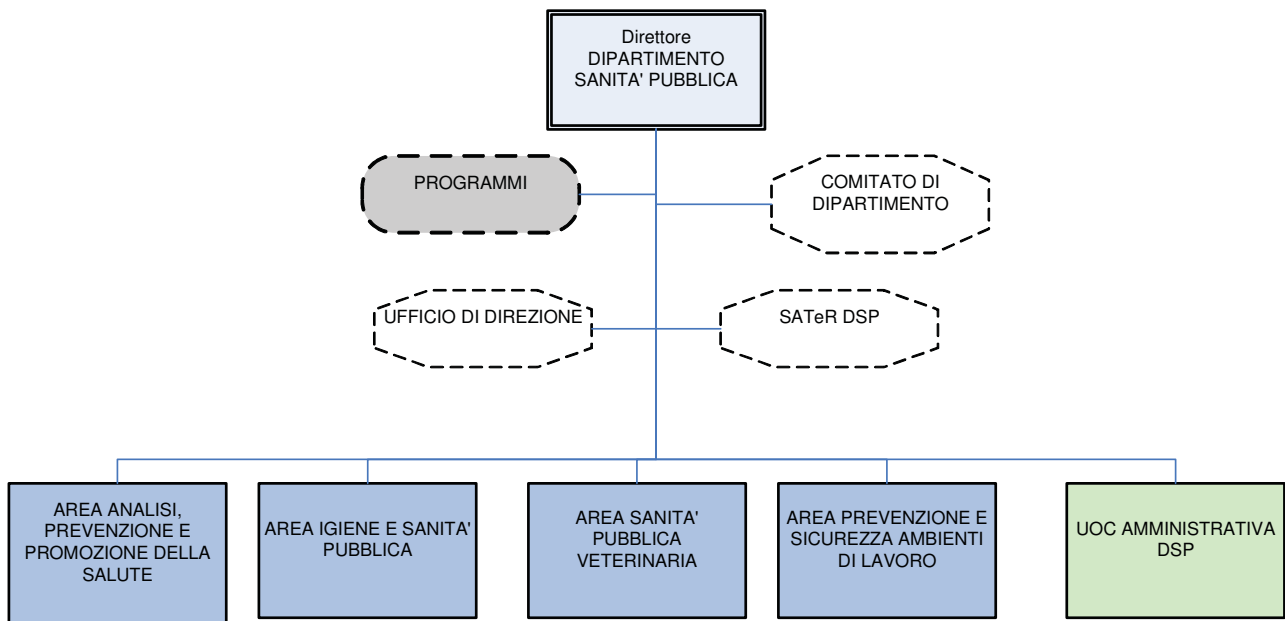 Direttore
DIPARTIMENTO
SANITA' PUBBLICA
PROGRAMMI
COMITATO DI
DIPARTIMENTO
UFFICIO DI DIREZIONE
SATeR DSP
AREA ANALISI,
PREVENZIONE E
PROMOZIONE DELLA
SALUTE
AREA IGIENE E SANITA'
PUBBLICA
AREA SANITA'
PUBBLICA
VETERINARIA
AREA PREVENZIONE E
SICUREZZA AMBIENTI
DI LAVORO
UOC AMMINISTRATIVA
DSP